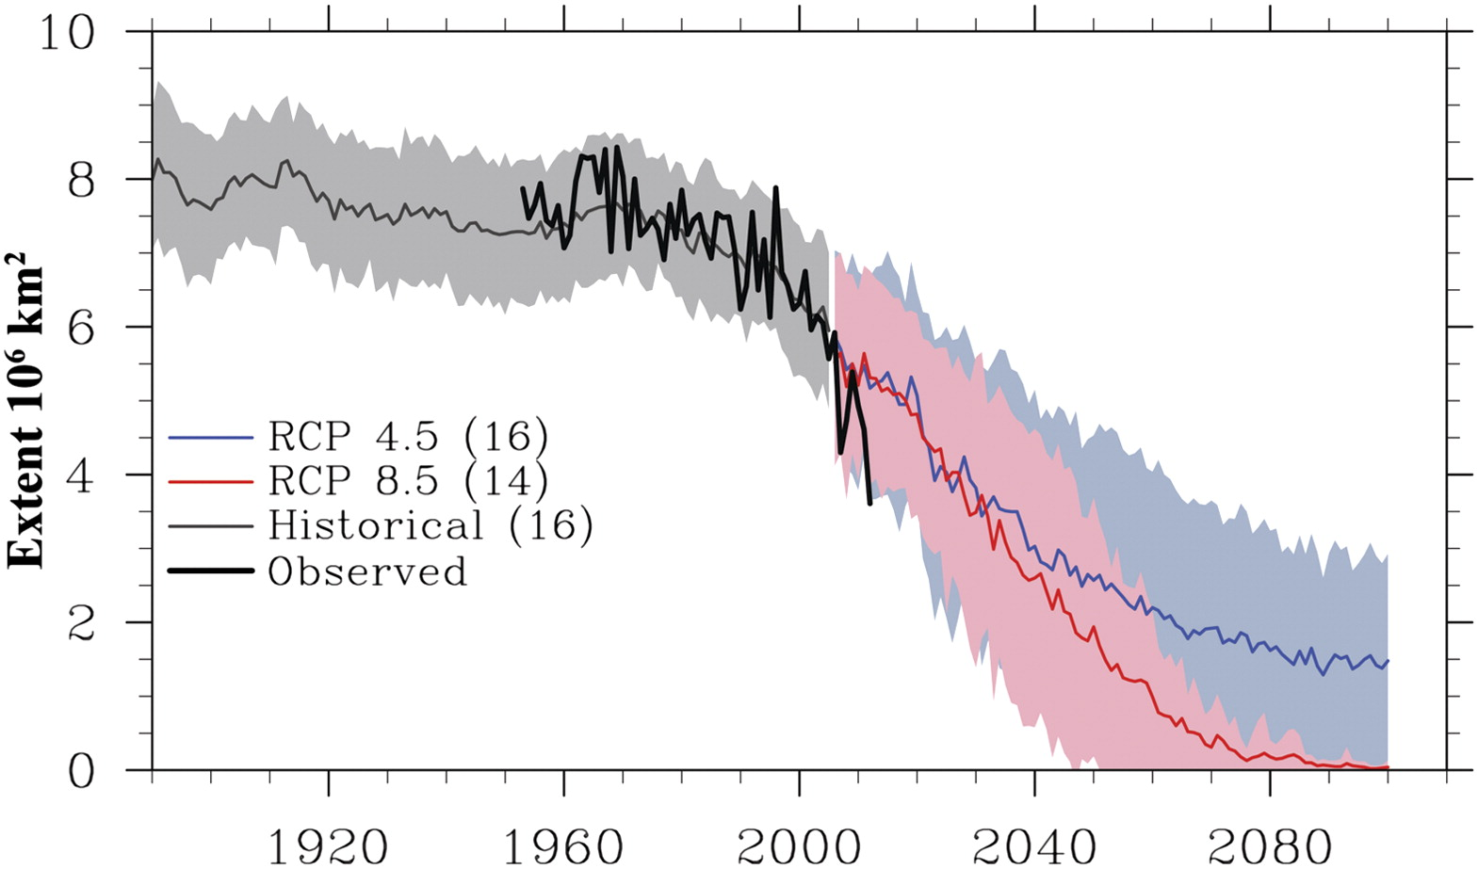 Extent 10⁶ km²
10
8
6
4
2
0
RCP 4.5 (16)
RCP 8.5 (14)
Historical (16)
Observed
1920 1960 2000 2040 2080